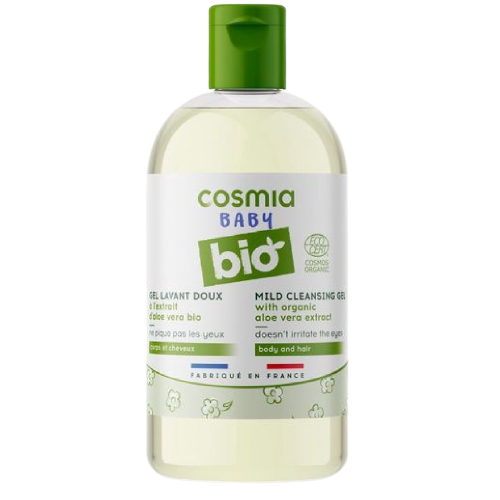 cosmia
BABY
bio
ECO
CERT
COSMOS
ORGANIC
GEL LAVANT DOUX
à l'extrait
d'aloe vera bio
ne pique pas les yeux
corps et cheveux
MILD CLEANSING GEL
with organic
aloe vera extract
doesn't irritate the eyes
body and hair
FABRIQUÉ EN FRANCE